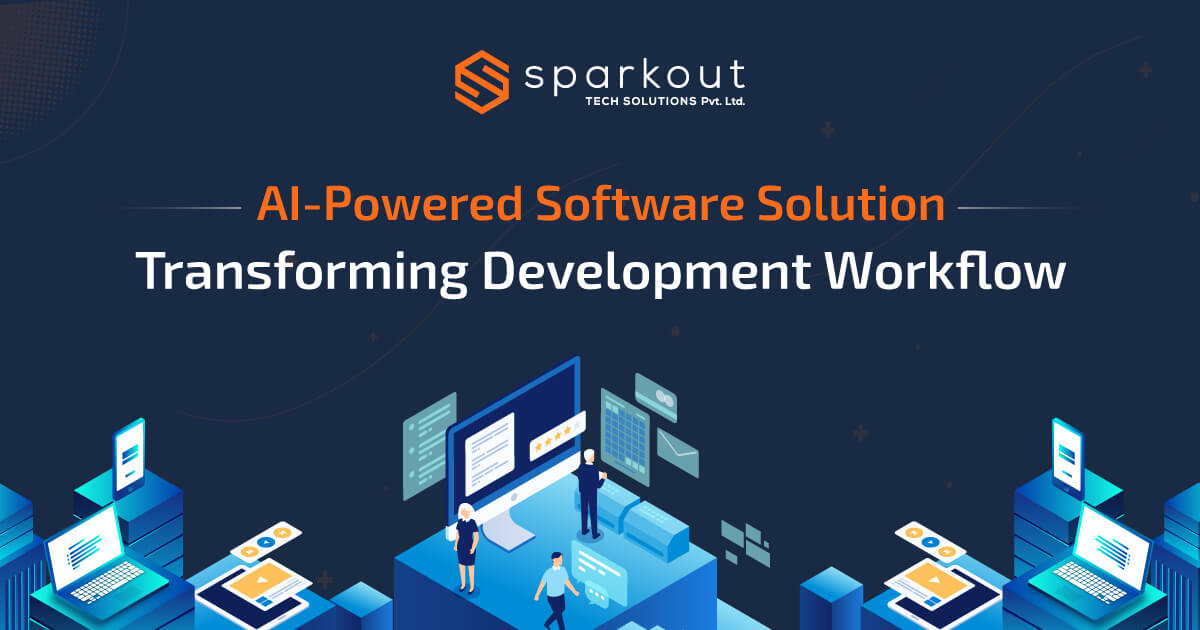 sparkout
TECH SOLUTIONS Pvt. Ltd.
AI-Powered Software Solution
Transforming Development Workflow